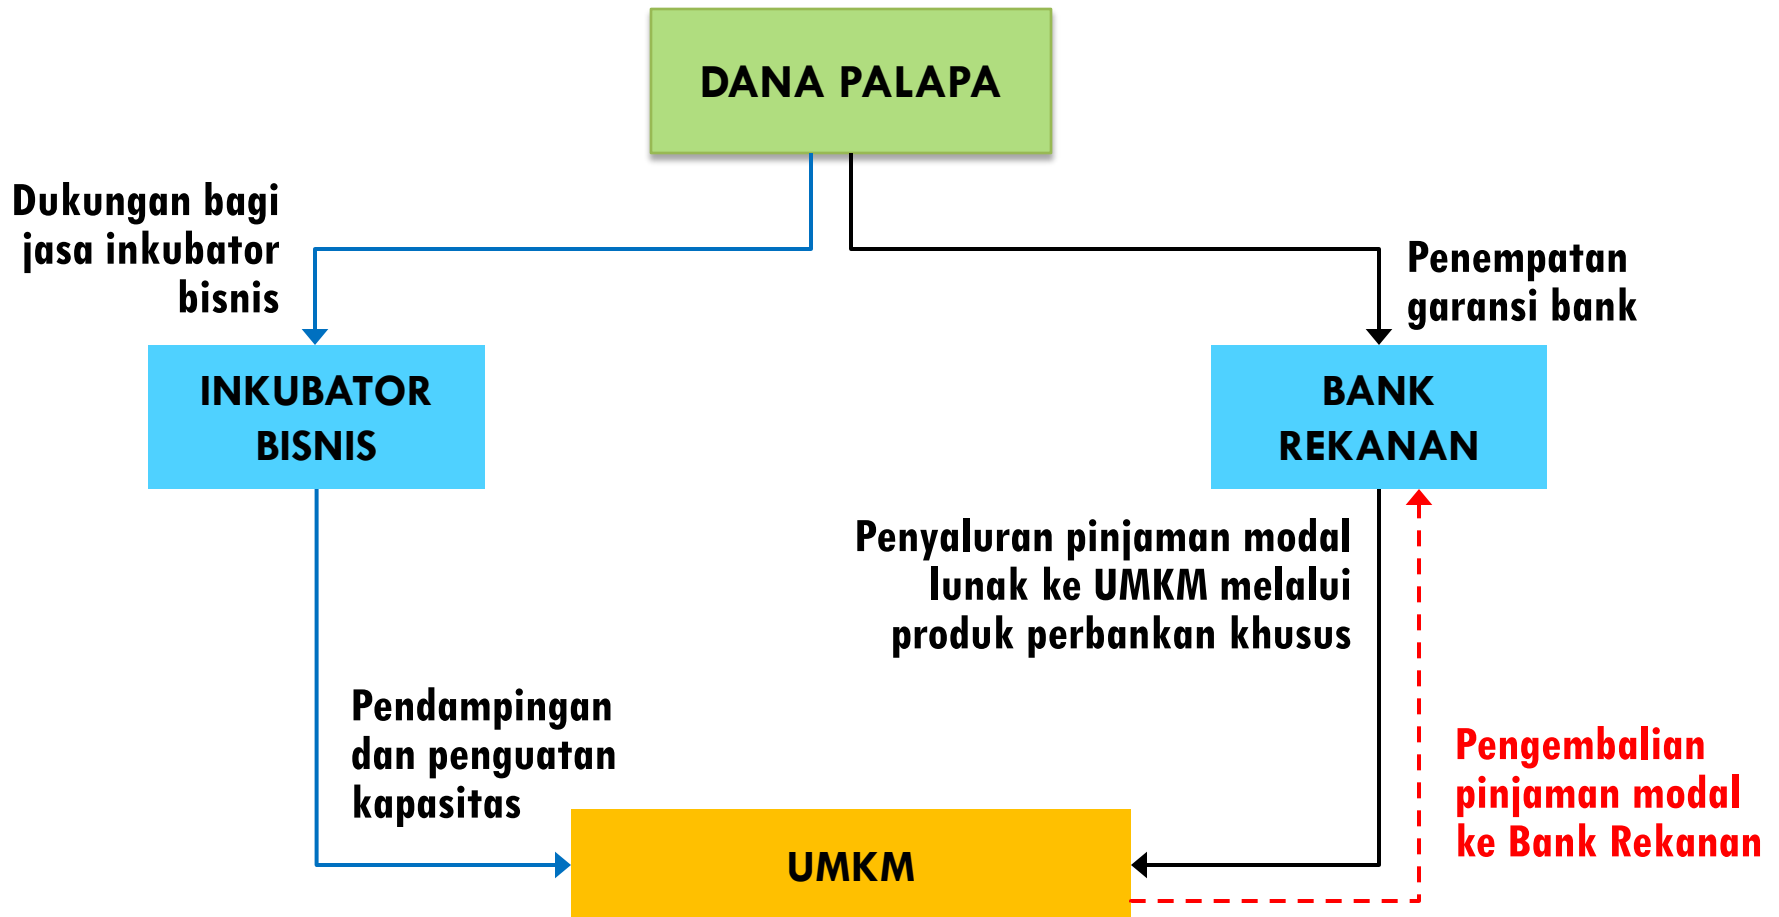 DANA PALAPA
Dukungan bagi
jasa inkubator
bisnis
Penempatan
garansi bank
INKUBATOR
BISNIS
BANK
REKANAN
Penyaluran pinjaman modal
lunak ke UMKM melalui
produk perbankan khusus
Pendampingan
dan penguatan
kapasitas
Pengembalian
pinjaman modal
ke Bank Rekanan
UMKM